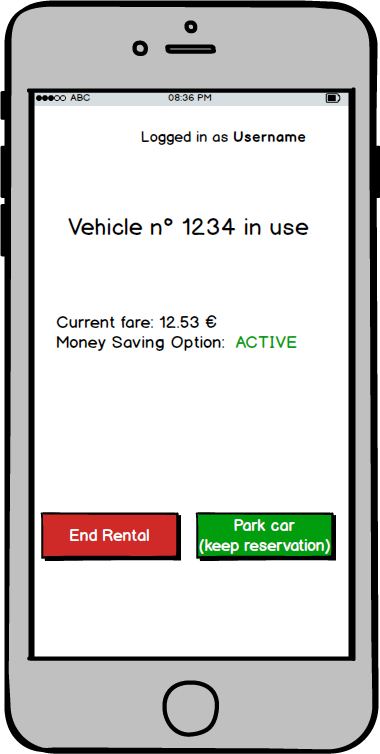 ABC 08:36 PM
Logged in as Username
Vehicle n° 1234 in use
Current fare: 12.53 €
Money Saving Option: ACTIVE
End Rental
Park car
(keep reservation)